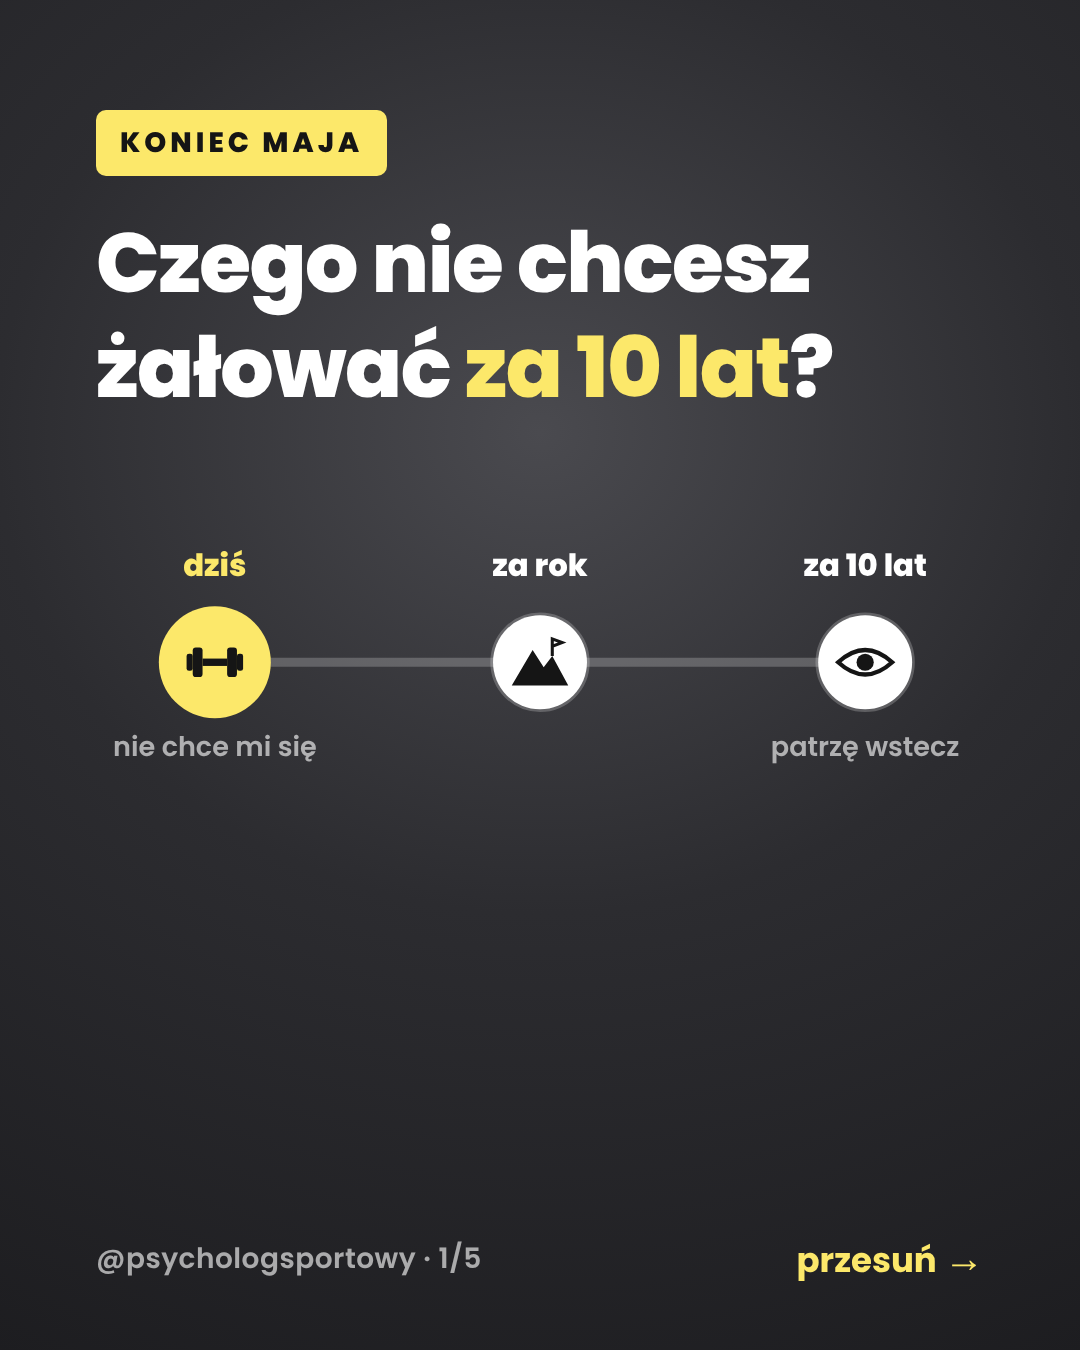 KONIEC MAJA
Czego nie chcesz
żałować za 10 lat?
dziś za rok za 10 lat
nie chce mi się patrzę wstecz
@psychologsportowy · 1/5 przesuń →